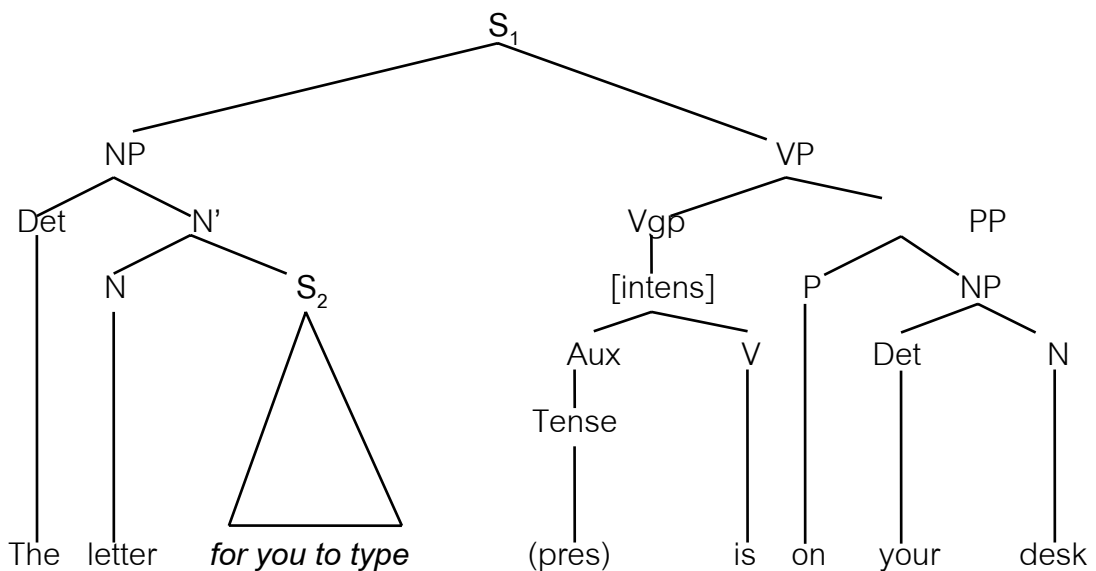 S₁
NP VP
Det N’ Vgp PP
N S₂ [intens] P NP
Aux V Det N
Tense
The letter for you to type (pres) is on your desk